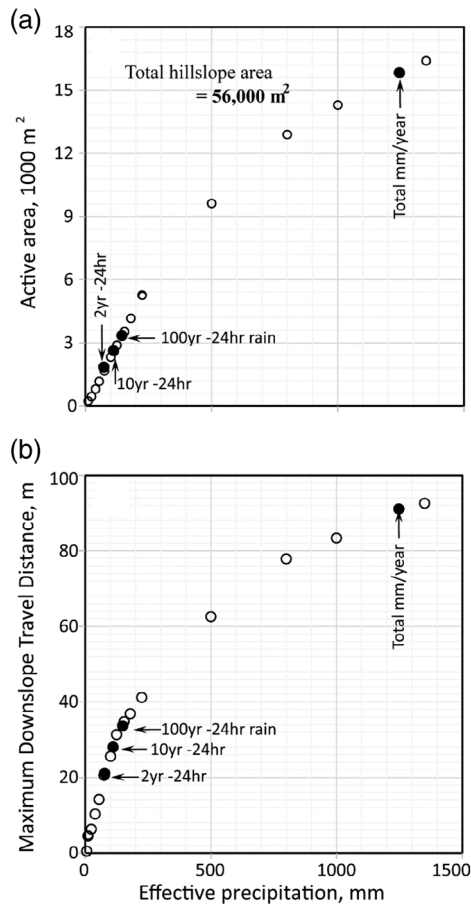 (a)
18
15
12
9
6
3
0
Active area, 1000 m²
Total hillslope area
= 56,000 m²
Total mm/year
2yr -24hr
100yr -24hr rain
10yr -24hr
(b)
100
80
60
40
20
0
Maximum Downslope Travel Distance, m
Total mm/year
100yr -24hr rain
10yr -24hr
2yr -24hr
0 500 1000 1500
Effective precipitation, mm